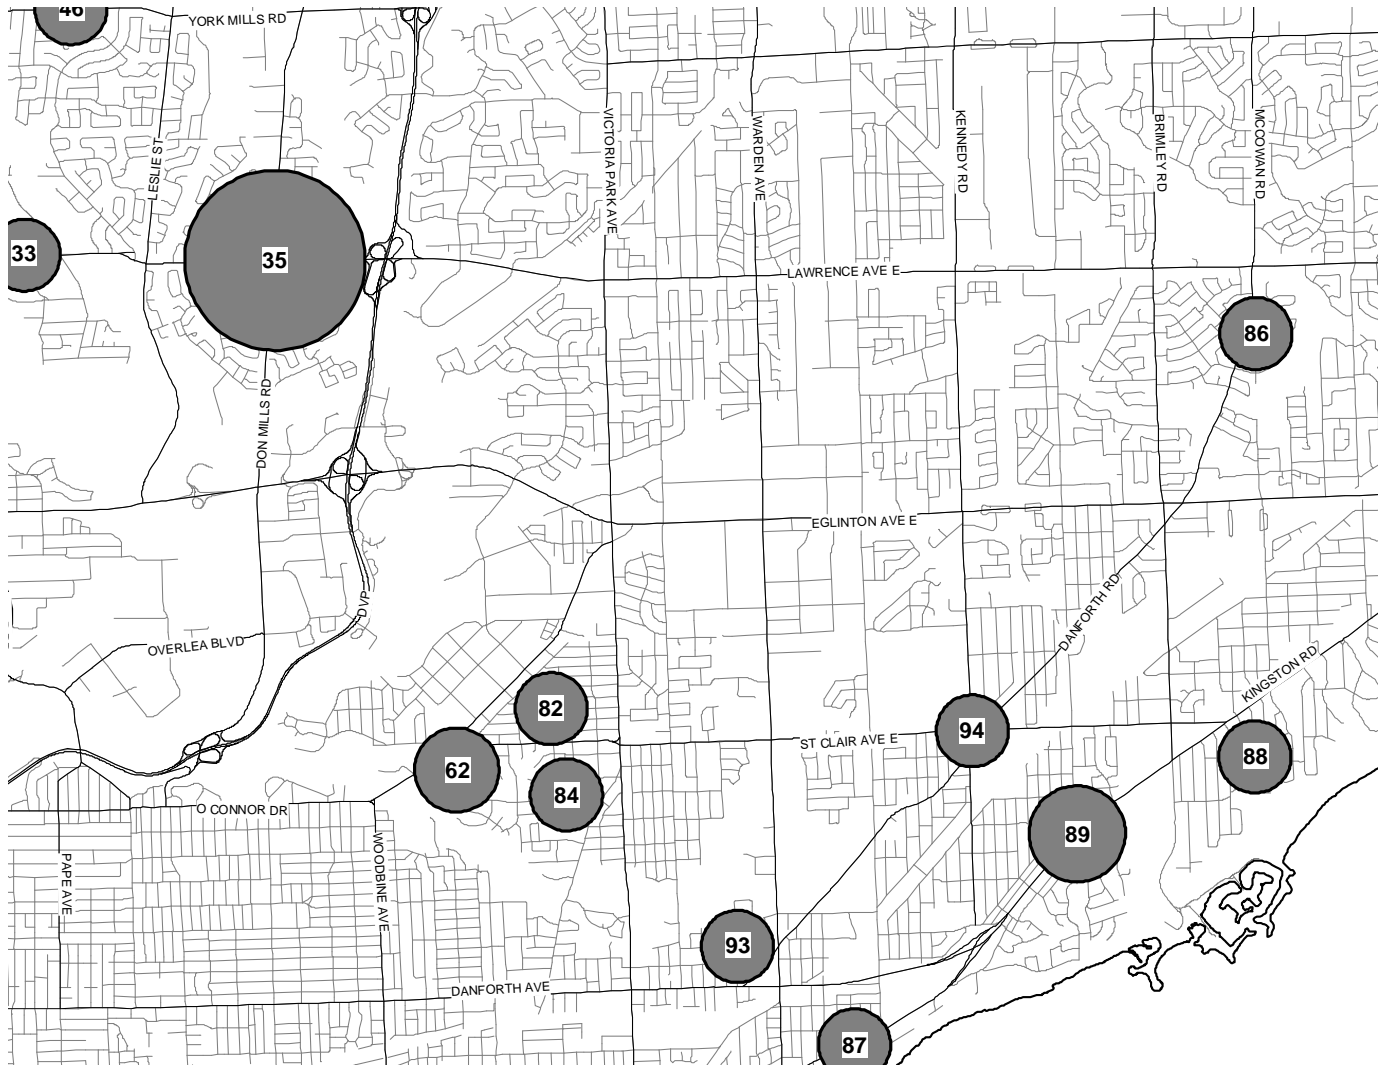 46
YORK MILLS RD
LESLIE ST
VICTORIA PARK AVE
WARDEN AVE
KENNEDY RD
BRIMLEY RD
MCCOWAN RD
33
35
LAWRENCE AVE E
86
DON MILLS RD
EGLINTON AVE E
DVP
DANFORTH RD
OVERLEA BLVD
KINGSTON RD
82
94
ST CLAIR AVE E
88
62
84
O CONNOR DR
89
PAPE AVE
WOODBINE AVE
93
DANFORTH AVE
87